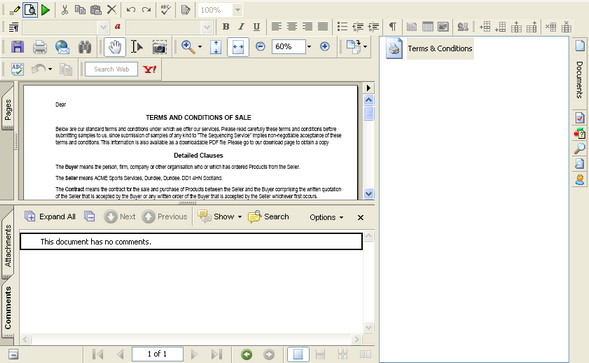 100%
a
B I U
60%
Search Web
Y!
Terms & Conditions
Documents
Pages
Dear
TERMS AND CONDITIONS OF SALE
Below are our standard terms and conditions under which we offer our services. Please read carefully these terms and conditions before
submitting samples to us, since submission of samples of any kind to "The Sequencing Service" implies non-negotiable acceptance of these
terms and conditions. This information is also available as a downloadable PDF file. Please go to our download page to obtain a copy
Detailed Clauses
The Buyer means the person, firm, company or other organisation who or which has ordered Products from the Seller.
The Seller means ACME Sports Services, Dundee, Dundee. DD1 4HN Scotland.
The Contract means the contract for the sale and purchase of Products between the Seller and the Buyer comprising the written quotation
of the Seller that is accepted by the Buyer or any written order of the Buyer that is accepted by the Seller whichever first occurs.
Attachments
Comments
Expand All
Next
Previous
Show
Search
Options
This document has no comments.
1 of 1